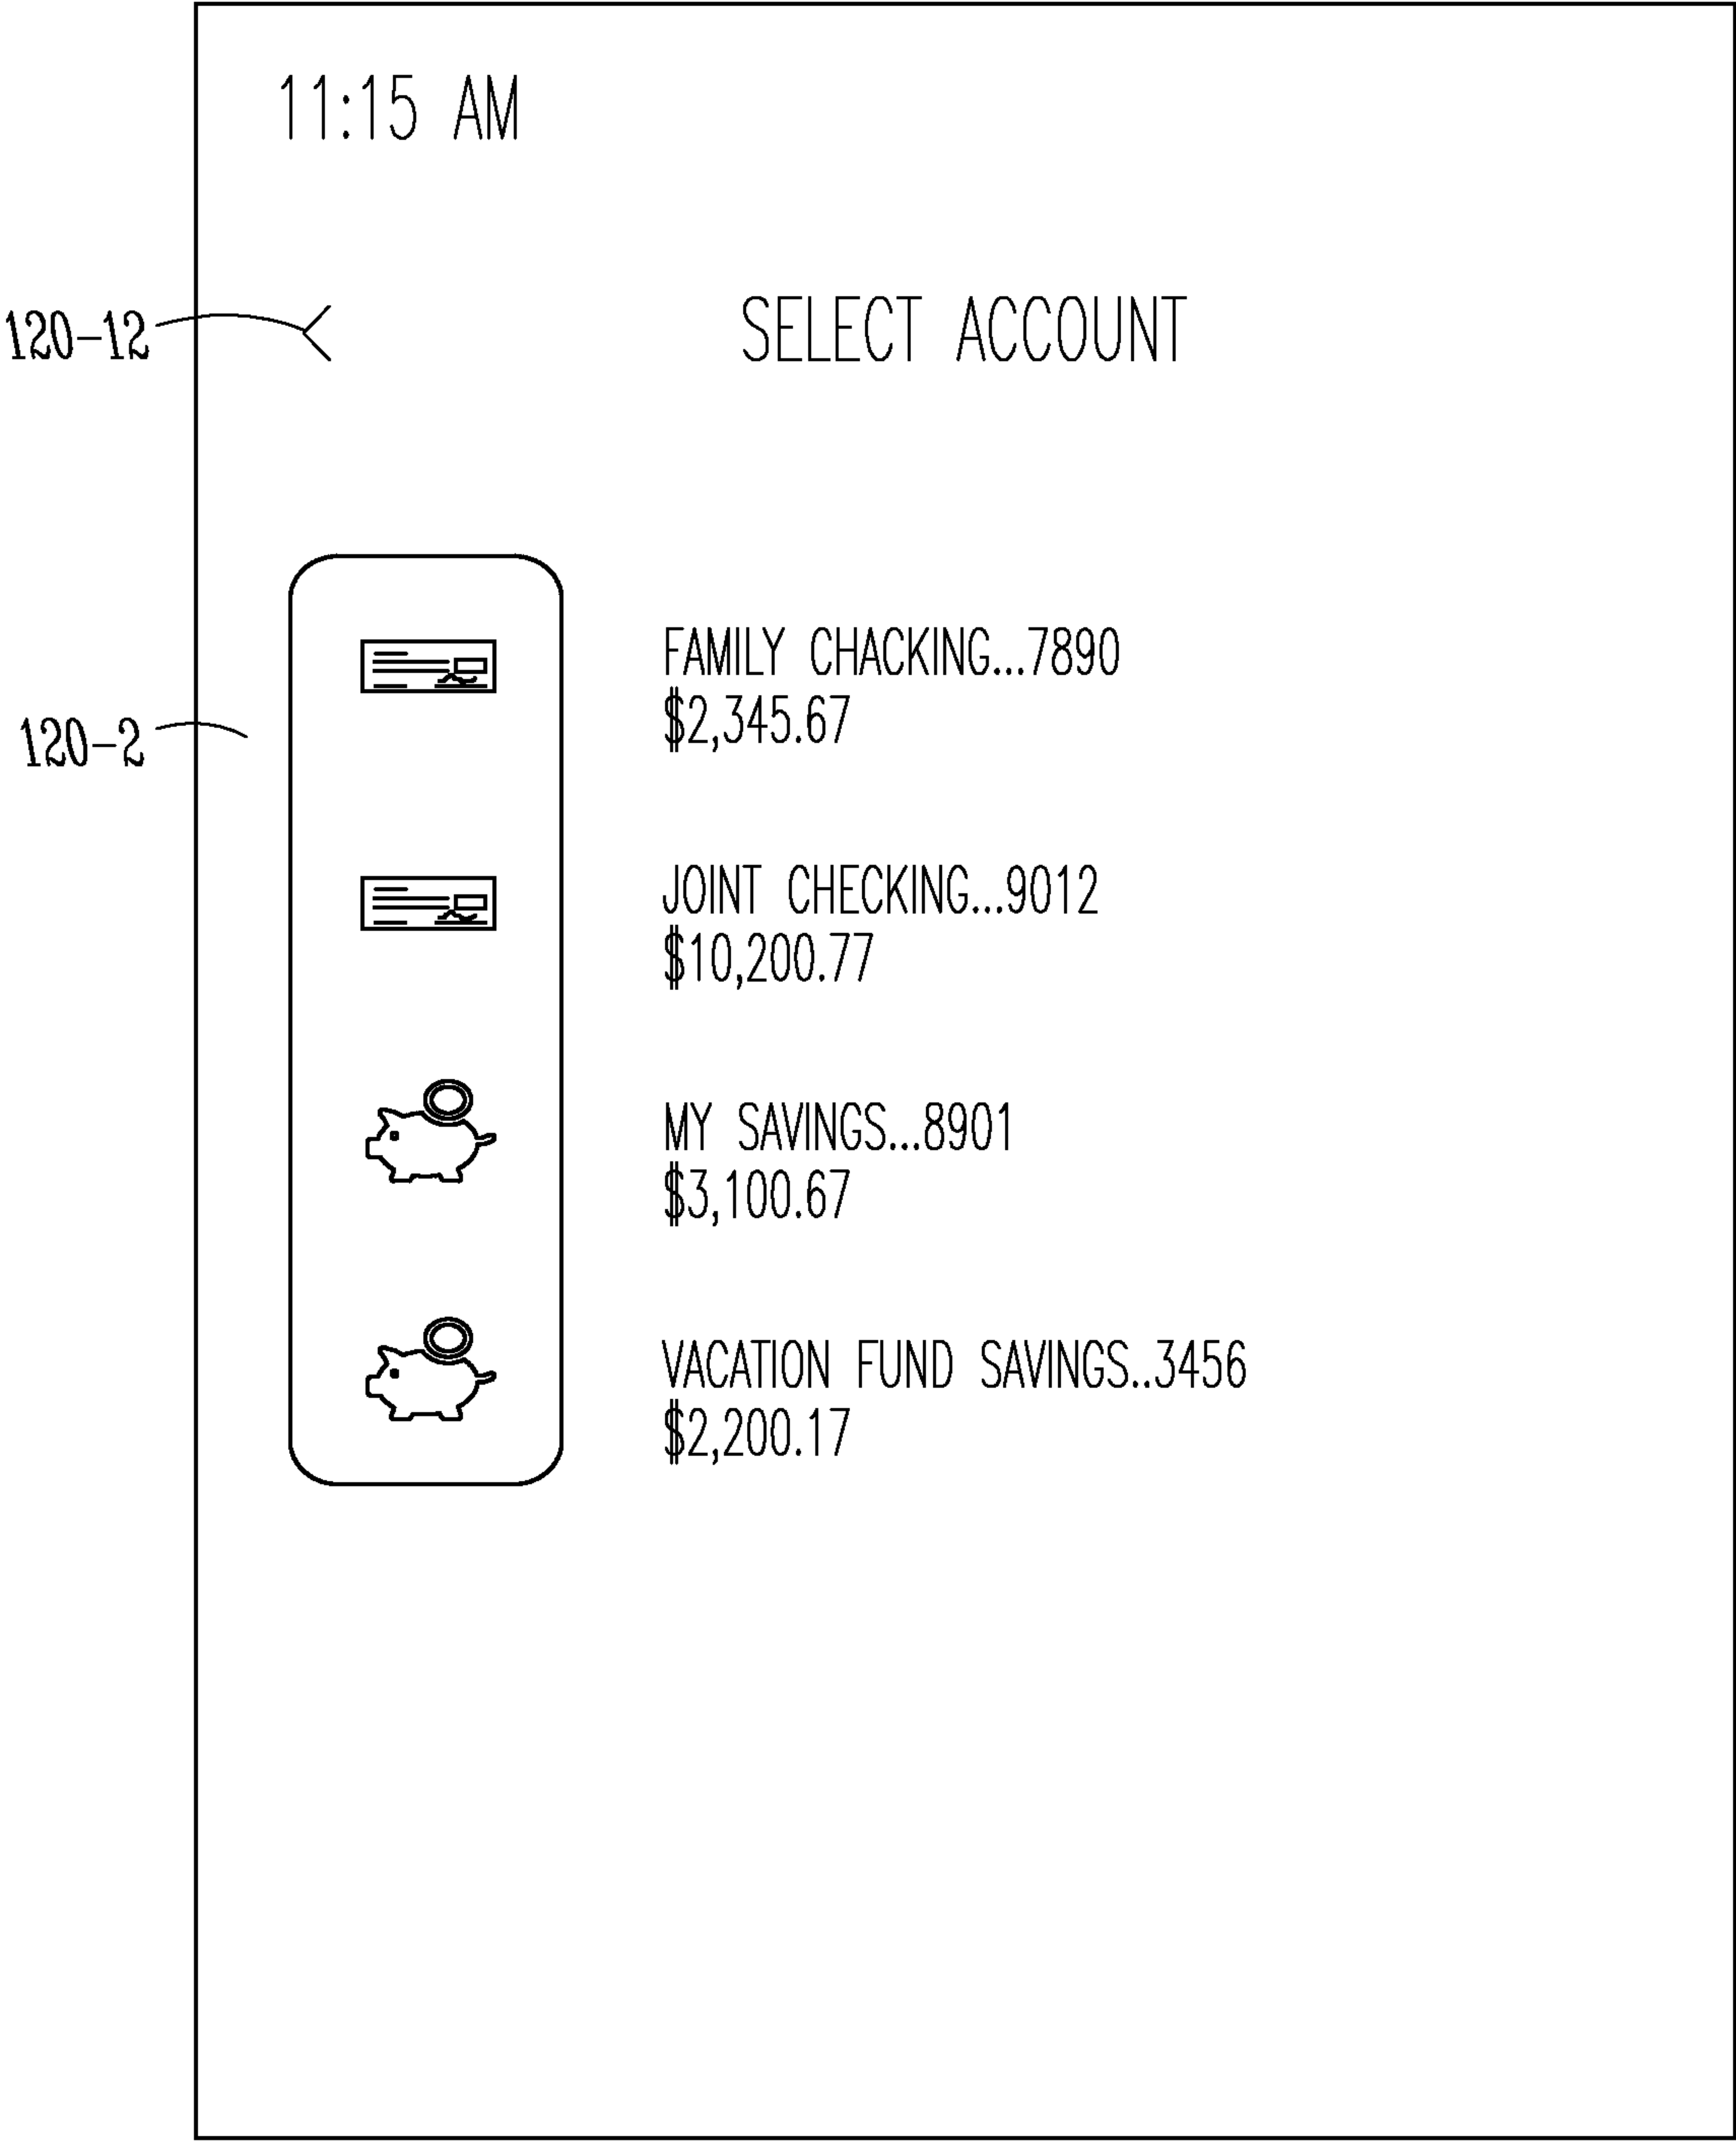 11:15 AM
120-12
SELECT ACCOUNT
FAMILY CHACKING...7890
$2,345.67
120-2
JOINT CHECKING...9012
$10,200.77
MY SAVINGS...8901
$3,100.67
VACATION FUND SAVINGS..3456
$2,200.17